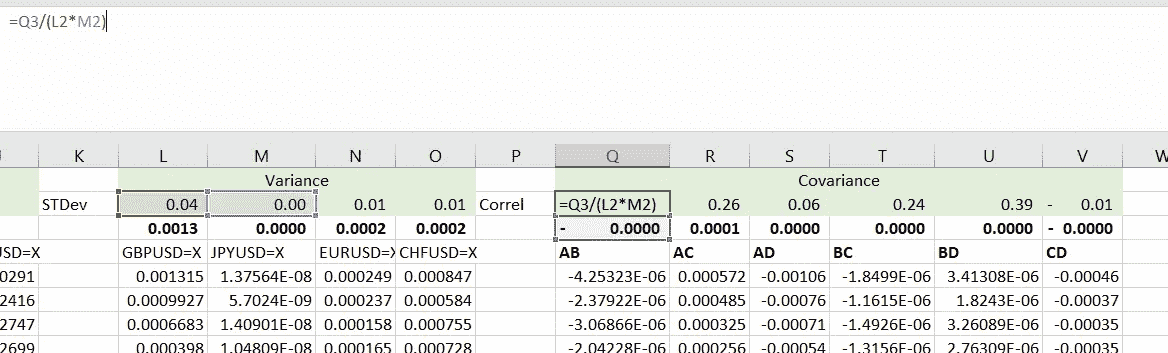 =Q3/(L2*M2)
K L M N O P Q R S T U V W
Variance Covariance
STDev 0.04 0.00 0.01 0.01 Correl =Q3/(L2*M2) 0.26 0.06 0.24 0.39 - 0.01
0.0013 0.0000 0.0002 0.0002 - 0.0000 0.0001 0.0000 0.0000 0.0000 - 0.0000
USD=X GBPUSD=X JPYUSD=X EURUSD=X CHFUSD=X AB AC AD BC BD CD
0291 0.001315 1.37564E-08 0.000249 0.000847 -4.25323E-06 0.000572 -0.00106 -1.8499E-06 3.41308E-06 -0.00046
2416 0.0009927 5.7024E-09 0.000237 0.000584 -2.37922E-06 0.000485 -0.00076 -1.1615E-06 1.8243E-06 -0.00037
2747 0.0006683 1.40901E-08 0.000158 0.000755 -3.06866E-06 0.000325 -0.00071 -1.4926E-06 3.26089E-06 -0.00035
2699 0.000398 1.04809E-08 0.000165 0.000728 -2.04228E-06 0.000256 -0.00054 -1.3156E-06 2.76309E-06 -0.00035